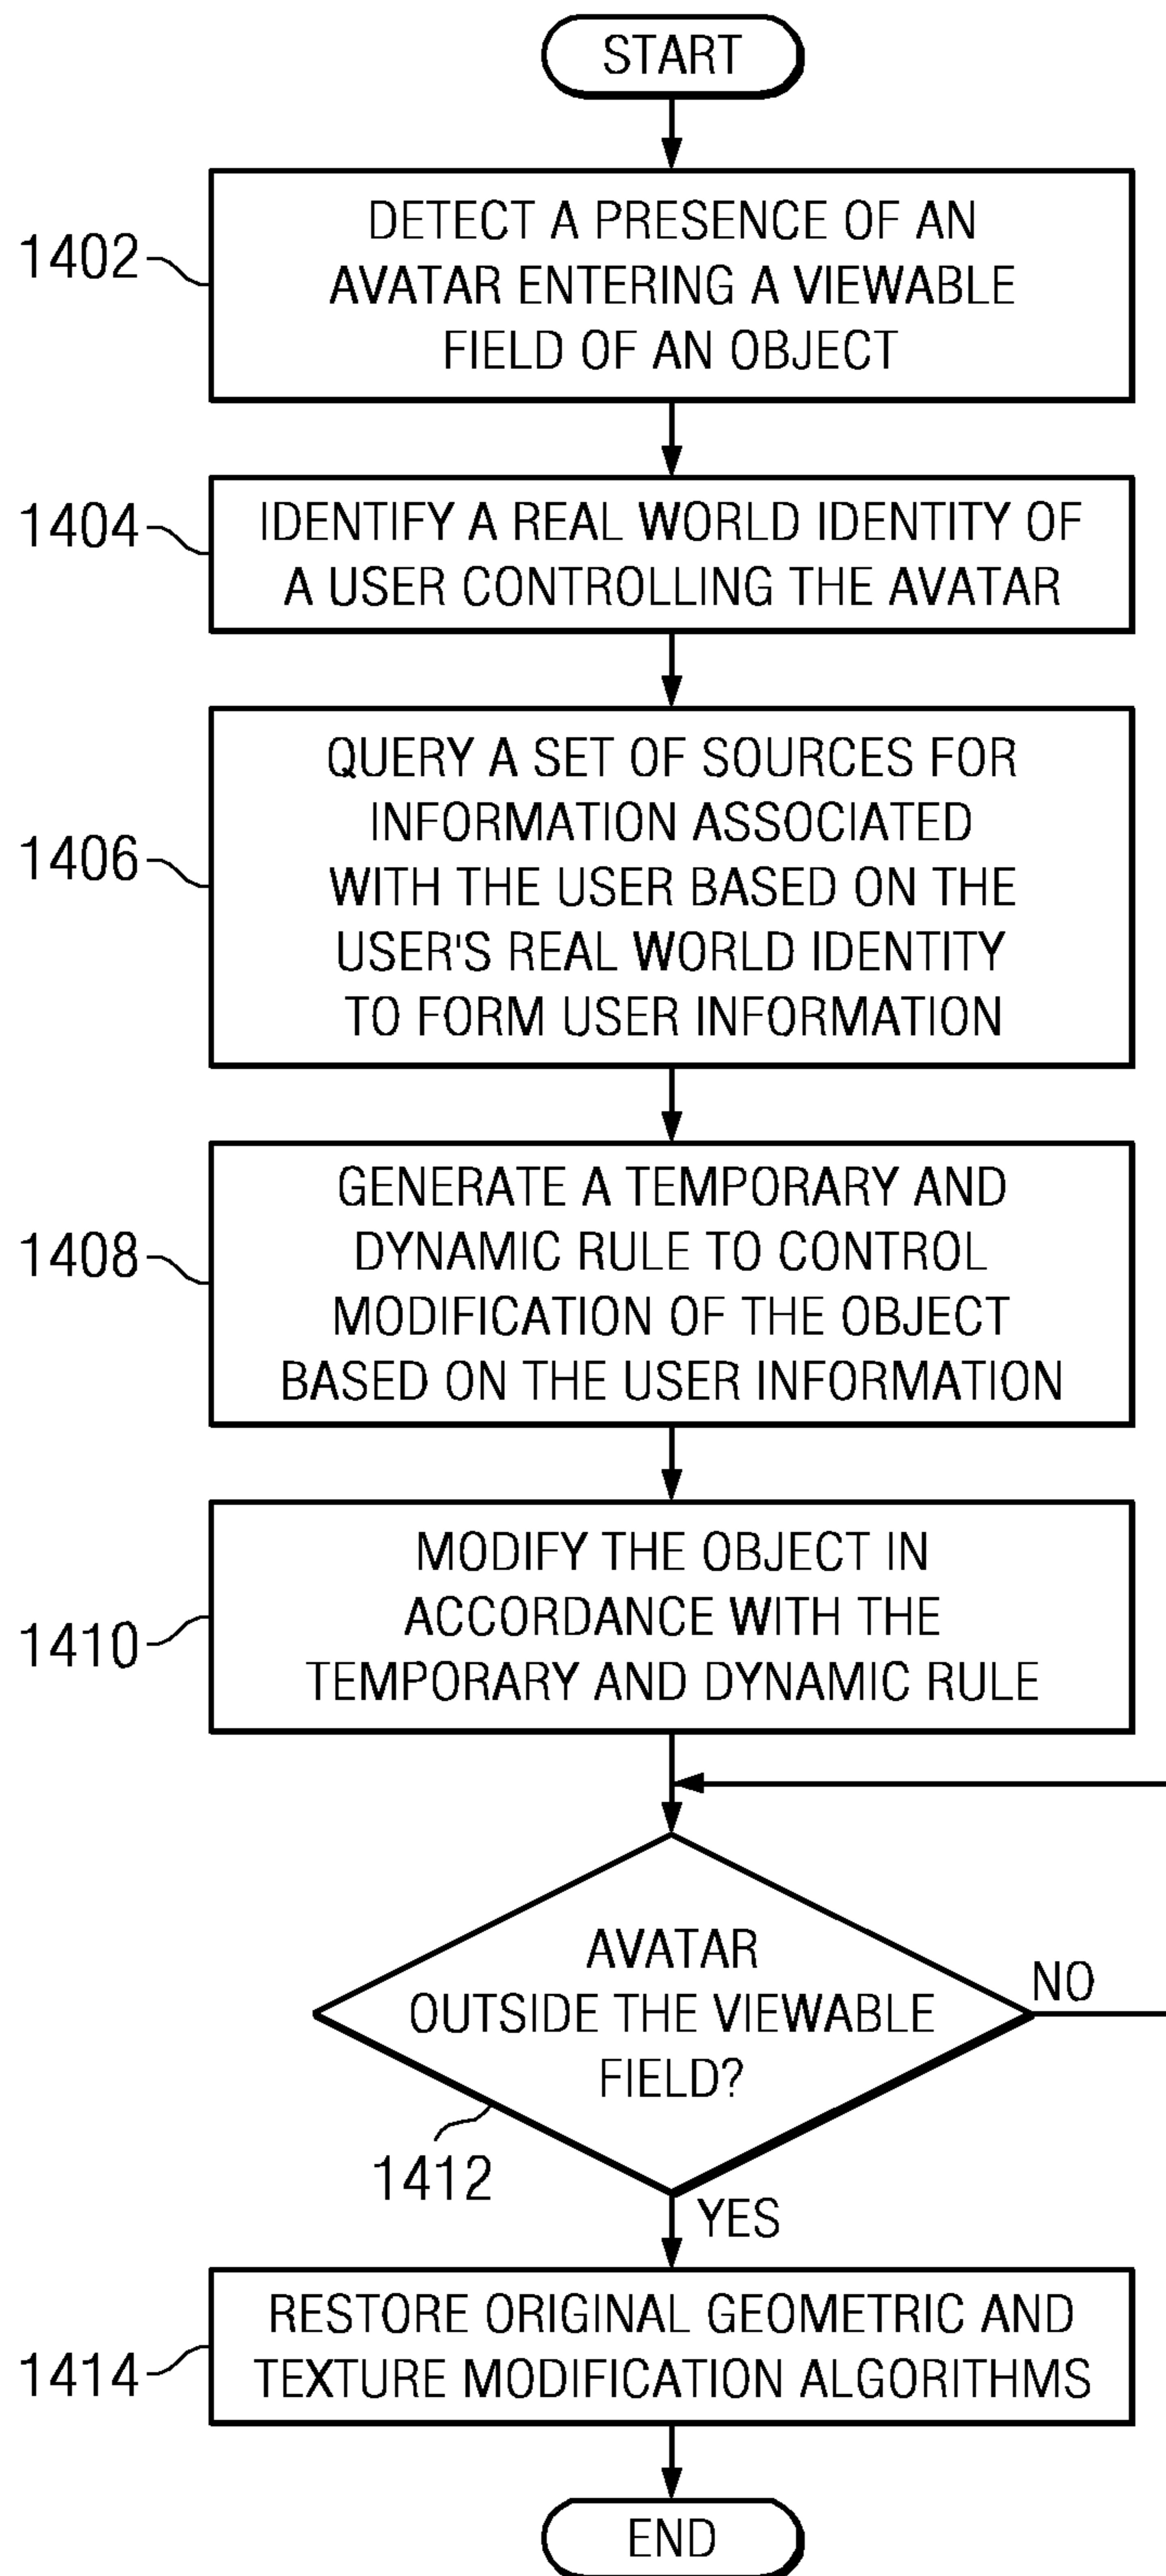 START
1402
DETECT A PRESENCE OF AN
AVATAR ENTERING A VIEWABLE
FIELD OF AN OBJECT
1404
IDENTIFY A REAL WORLD IDENTITY OF
A USER CONTROLLING THE AVATAR
1406
QUERY A SET OF SOURCES FOR
INFORMATION ASSOCIATED
WITH THE USER BASED ON THE
USER'S REAL WORLD IDENTITY
TO FORM USER INFORMATION
1408
GENERATE A TEMPORARY AND
DYNAMIC RULE TO CONTROL
MODIFICATION OF THE OBJECT
BASED ON THE USER INFORMATION
1410
MODIFY THE OBJECT IN
ACCORDANCE WITH THE
TEMPORARY AND DYNAMIC RULE
AVATAR
OUTSIDE THE VIEWABLE
FIELD?
NO
1412
YES
1414
RESTORE ORIGINAL GEOMETRIC AND
TEXTURE MODIFICATION ALGORITHMS
END